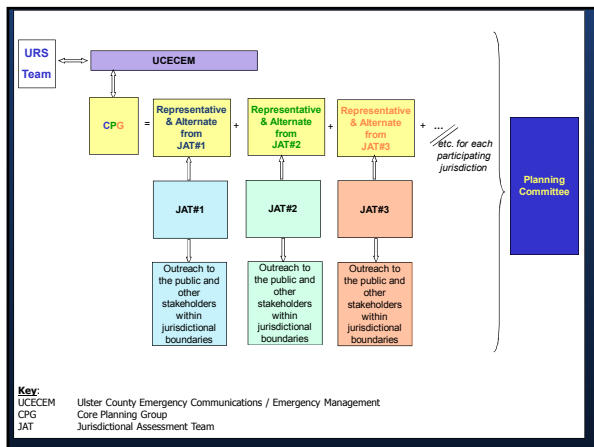 URS
Team
UCECEM
CPG
=
Representative
& Alternate
from
JAT#1
+
Representative
& Alternate
from
JAT#2
+
Representative
& Alternate
from
JAT#3
+
...
etc. for each
participating
jurisdiction
Planning
Committee
JAT#1
JAT#2
JAT#3
Outreach to
the public and
other
stakeholders
within
jurisdictional
boundaries
Outreach to
the public and
other
stakeholders
within
jurisdictional
boundaries
Outreach to
the public and
other
stakeholders
within
jurisdictional
boundaries
Key:
UCECEM Ulster County Emergency Communications / Emergency Management
CPG Core Planning Group
JAT Jurisdictional Assessment Team